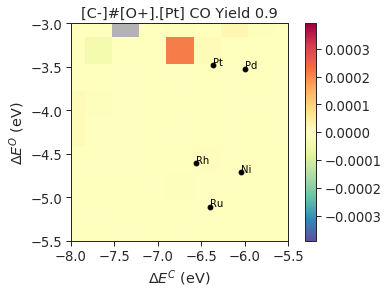 [C-]#[O+].[Pt] CO Yield 0.9
−3.0
−3.5
−4.0
−4.5
−5.0
−5.5
ΔE^O (eV)
Pt
Pd
Rh
Ni
Ru
−8.0 −7.5 −7.0 −6.5 −6.0 −5.5
ΔE^C (eV)
0.0003
0.0002
0.0001
0.0000
−0.0001
−0.0002
−0.0003